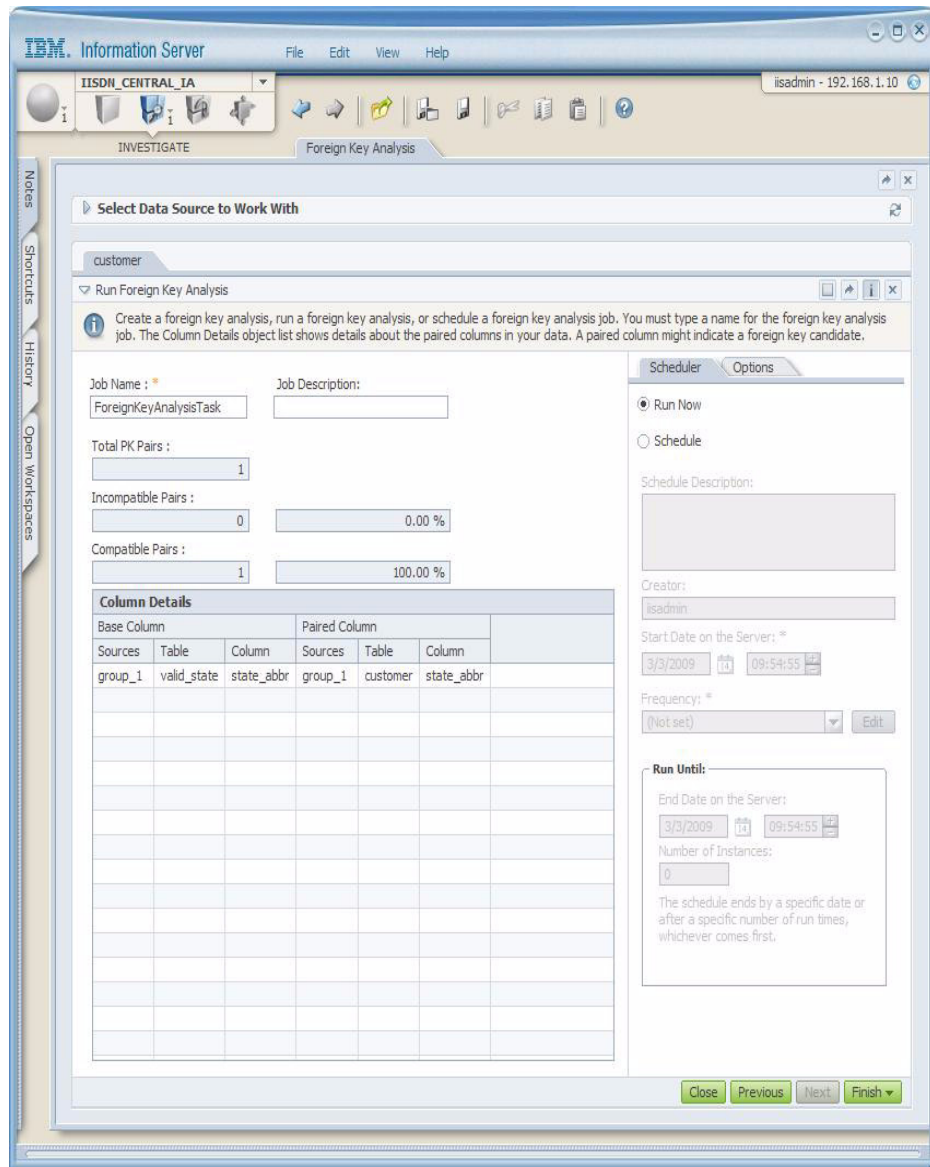 IBM. Information Server File Edit View Help
IISDN_CENTRAL_IA
iisadmin - 192.168.1.10
i
1
INVESTIGATE
Foreign Key Analysis
Notes
Shortcuts
History
Open Workspaces
Select Data Source to Work With
customer
Run Foreign Key Analysis
Create a foreign key analysis, run a foreign key analysis, or schedule a foreign key analysis job. You must type a name for the foreign key analysis
job. The Column Details object list shows details about the paired columns in your data. A paired column might indicate a foreign key candidate.
Job Name : * Job Description:
ForeignKeyAnalysisTask
Total PK Pairs :
1
Incompatible Pairs :
0 0.00 %
Compatible Pairs :
1 100.00 %
Column Details
Base Column Paired Column
Sources Table Column Sources Table Column
group_1 valid_state state_abbr group_1 customer state_abbr
Scheduler Options
Run Now
Schedule
Schedule Description:
Creator:
iisadmin
Start Date on the Server: *
3/3/2009 14 09:54:55
Frequency: *
(Not set) Edit
Run Until:
End Date on the Server:
3/3/2009 14 09:54:55
Number of Instances:
0
The schedule ends by a specific date or
after a specific number of run times,
whichever comes first.
Close Previous Next Finish